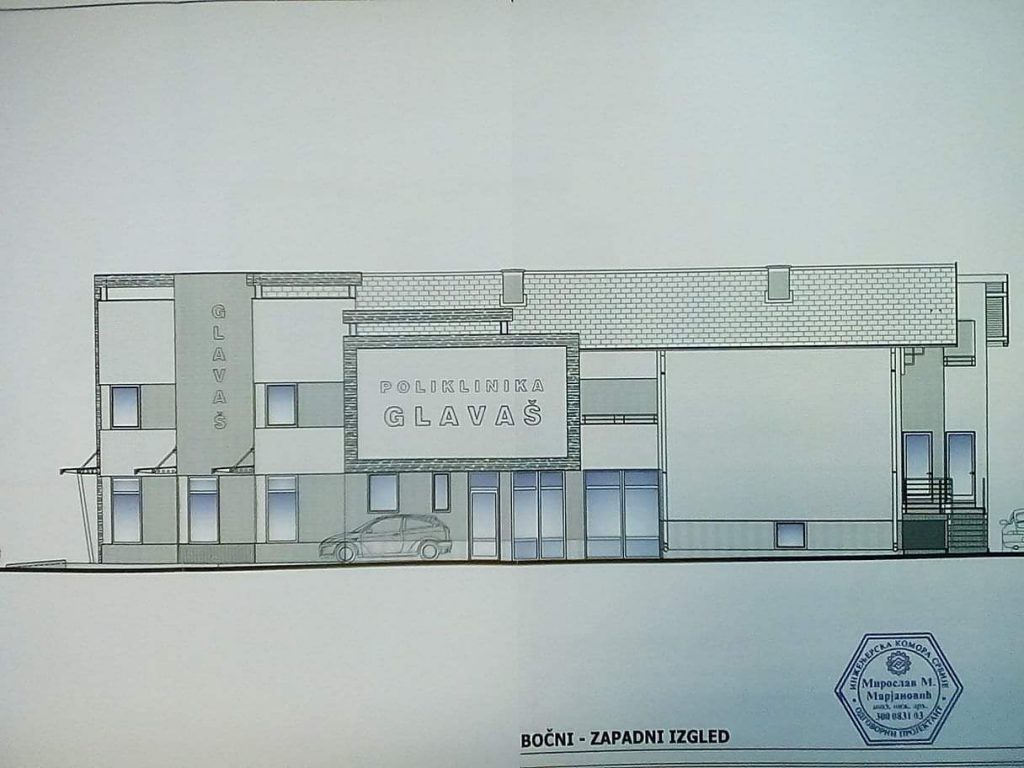 GLAVAŠ
POLIKLINIKA
GLAVAŠ
ИНЖЕЊЕРСКА КОМОРА СРБИЈЕ
Мирослав М.
Марјановић
дипл. инж. арх.
300 0831 03
ОДГОВОРНИ ПРОЈЕКТАНТ
BOČNI - ZAPADNI IZGLED